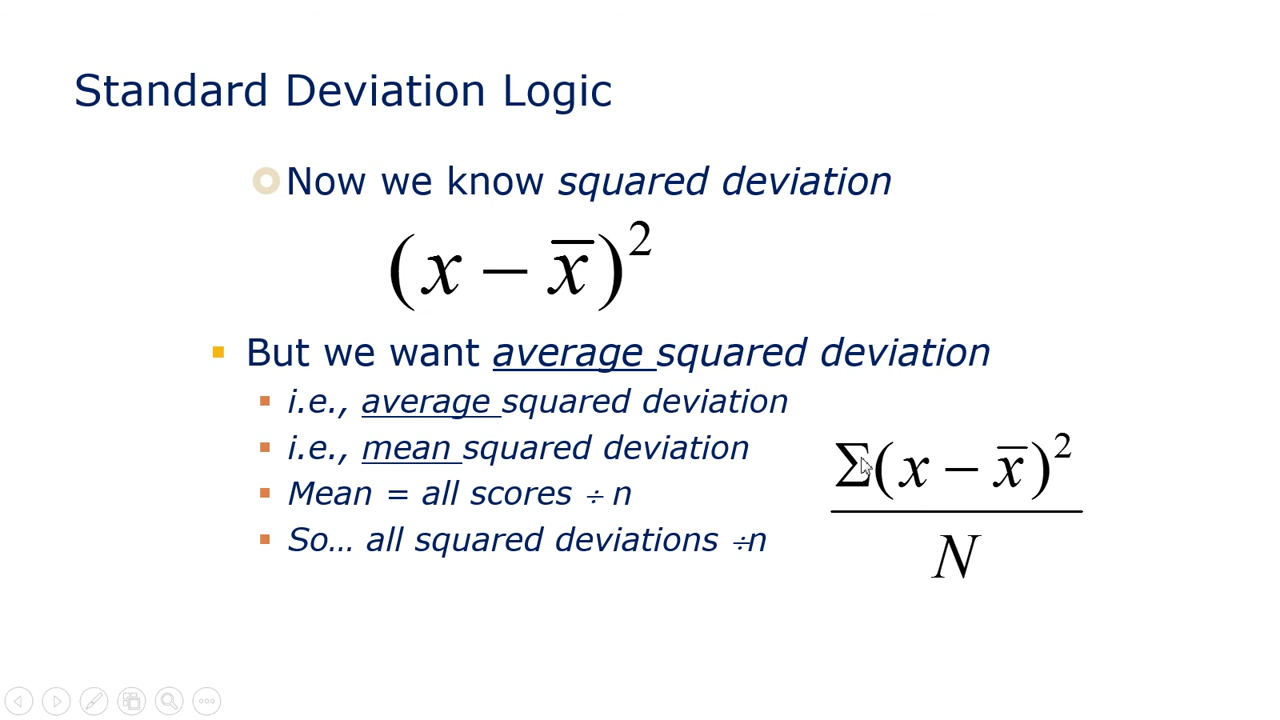 Standard Deviation Logic
Now we know squared deviation
(x − x̅)²
But we want average squared deviation
i.e., average squared deviation
i.e., mean squared deviation
Mean = all scores ÷ n
So… all squared deviations ÷n
Σ(x − x̅)²
N